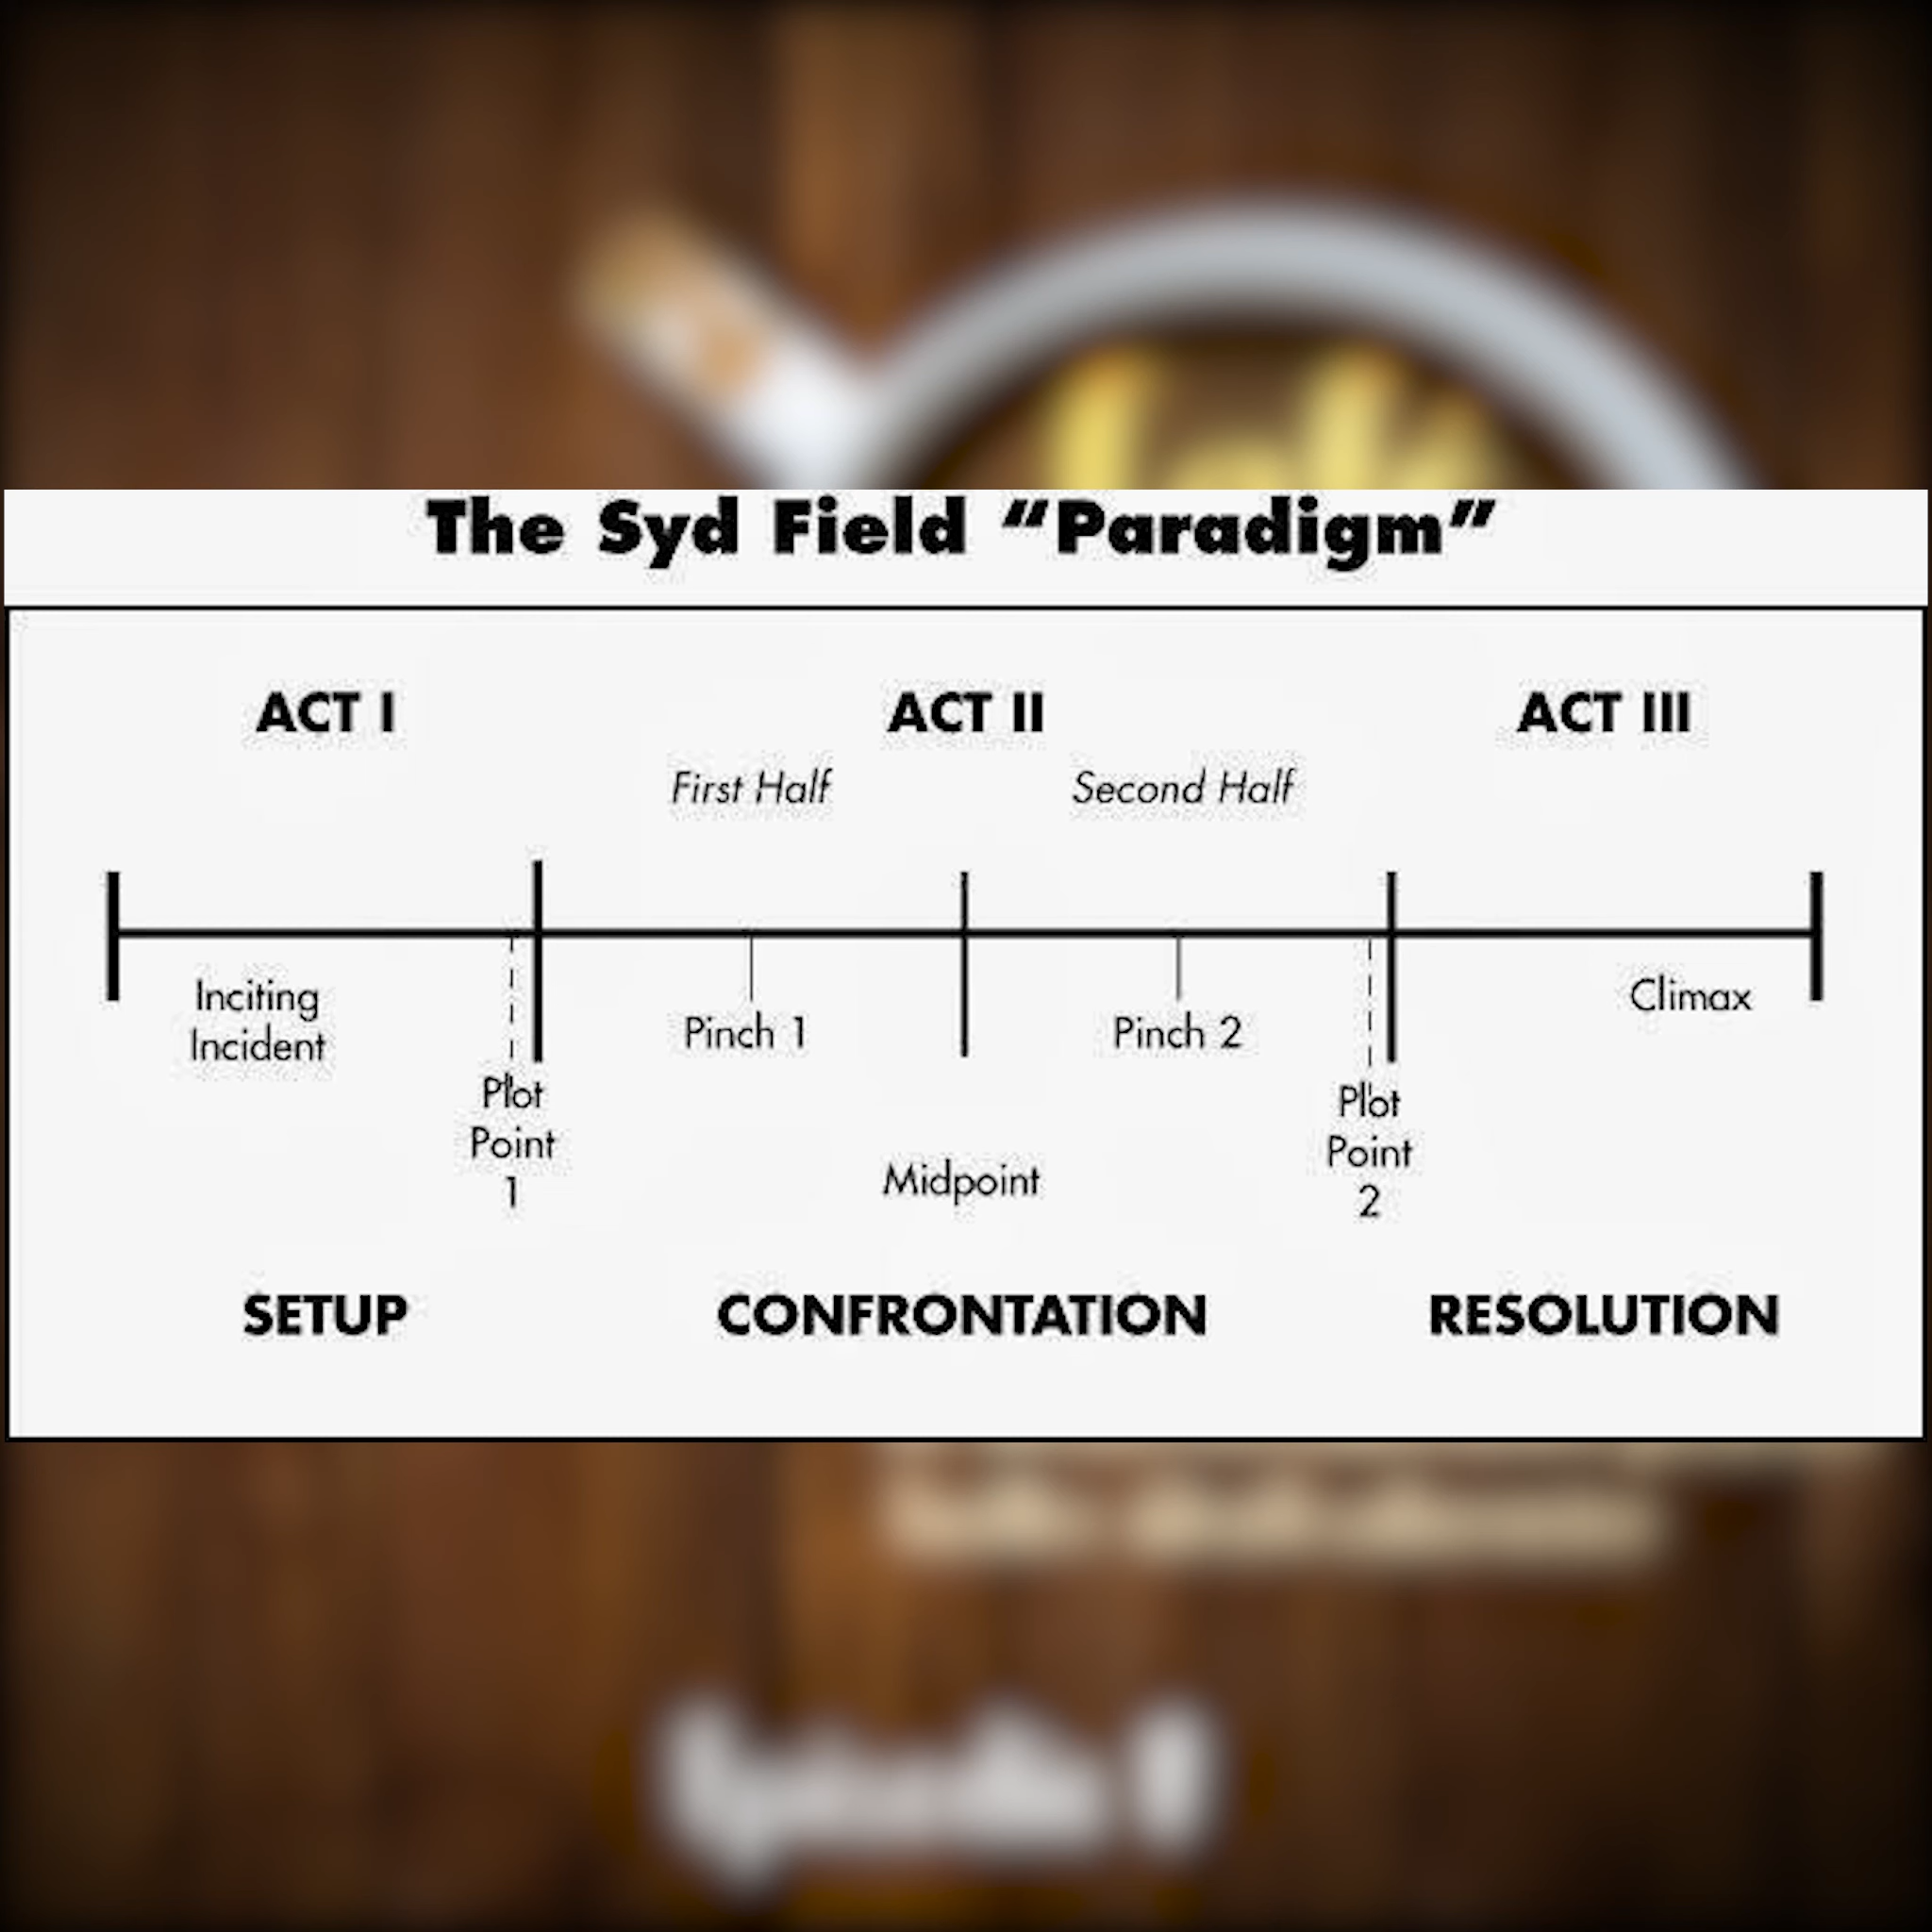 The Syd Field “Paradigm”
ACT I
ACT II
ACT III
First Half
Second Half
Inciting
Incident
Plot
Point
1
Pinch 1
Midpoint
Pinch 2
Plot
Point
2
Climax
SETUP
CONFRONTATION
RESOLUTION